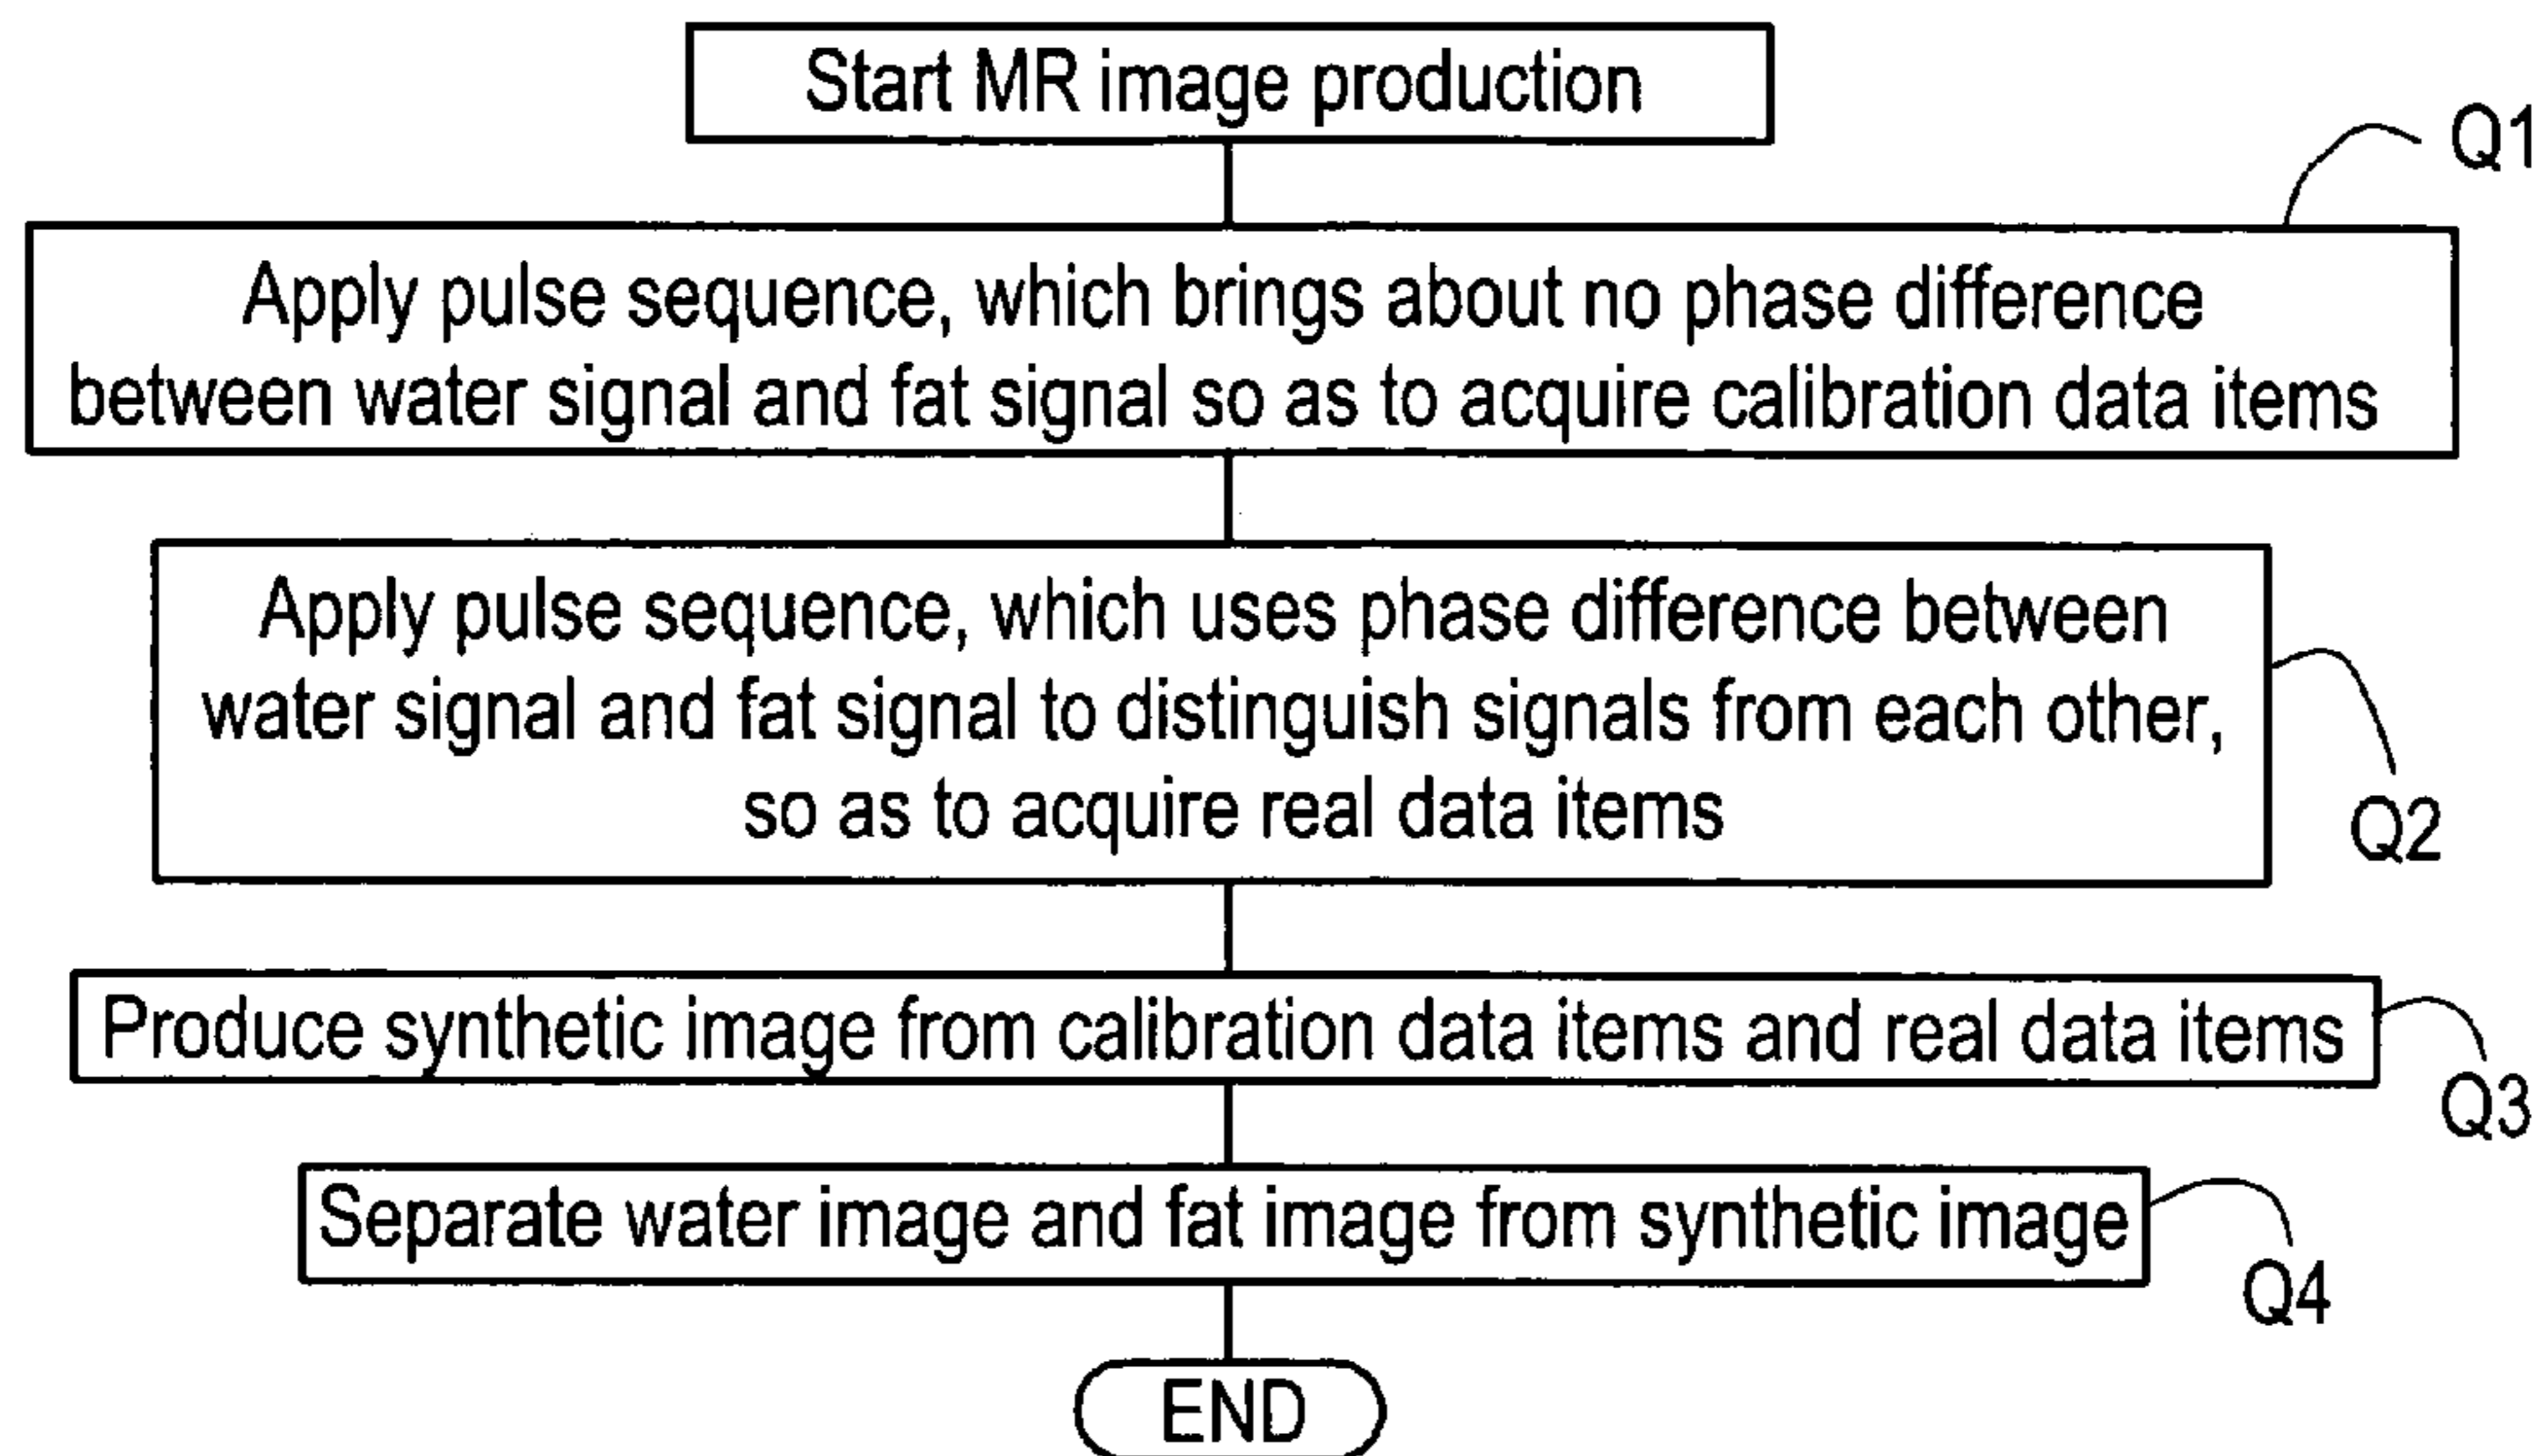 Start MR image production
Q1
Apply pulse sequence, which brings about no phase difference
between water signal and fat signal so as to acquire calibration data items
Apply pulse sequence, which uses phase difference between
water signal and fat signal to distinguish signals from each other,
so as to acquire real data items
Q2
Produce synthetic image from calibration data items and real data items
Q3
Separate water image and fat image from synthetic image
Q4
END